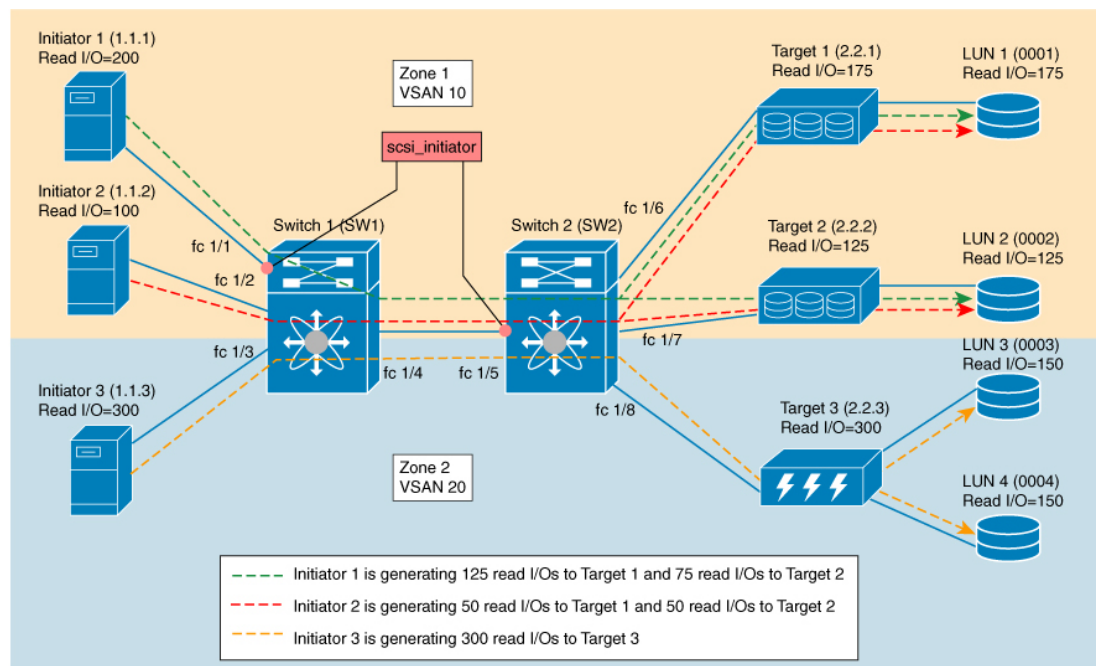 Initiator 1 (1.1.1)
Read I/O=200
Zone 1
VSAN 10
Target 1 (2.2.1)
Read I/O=175
LUN 1 (0001)
Read I/O=175
scsi_initiator
Initiator 2 (1.1.2)
Read I/O=100
fc 1/1
fc 1/2
Switch 1 (SW1)
Switch 2 (SW2)
fc 1/6
Target 2 (2.2.2)
Read I/O=125
LUN 2 (0002)
Read I/O=125
fc 1/3
fc 1/4
fc 1/5
fc 1/7
fc 1/8
LUN 3 (0003)
Read I/O=150
Initiator 3 (1.1.3)
Read I/O=300
Target 3 (2.2.3)
Read I/O=300
Zone 2
VSAN 20
LUN 4 (0004)
Read I/O=150
Initiator 1 is generating 125 read I/Os to Target 1 and 75 read I/Os to Target 2
Initiator 2 is generating 50 read I/Os to Target 1 and 50 read I/Os to Target 2
Initiator 3 is generating 300 read I/Os to Target 3